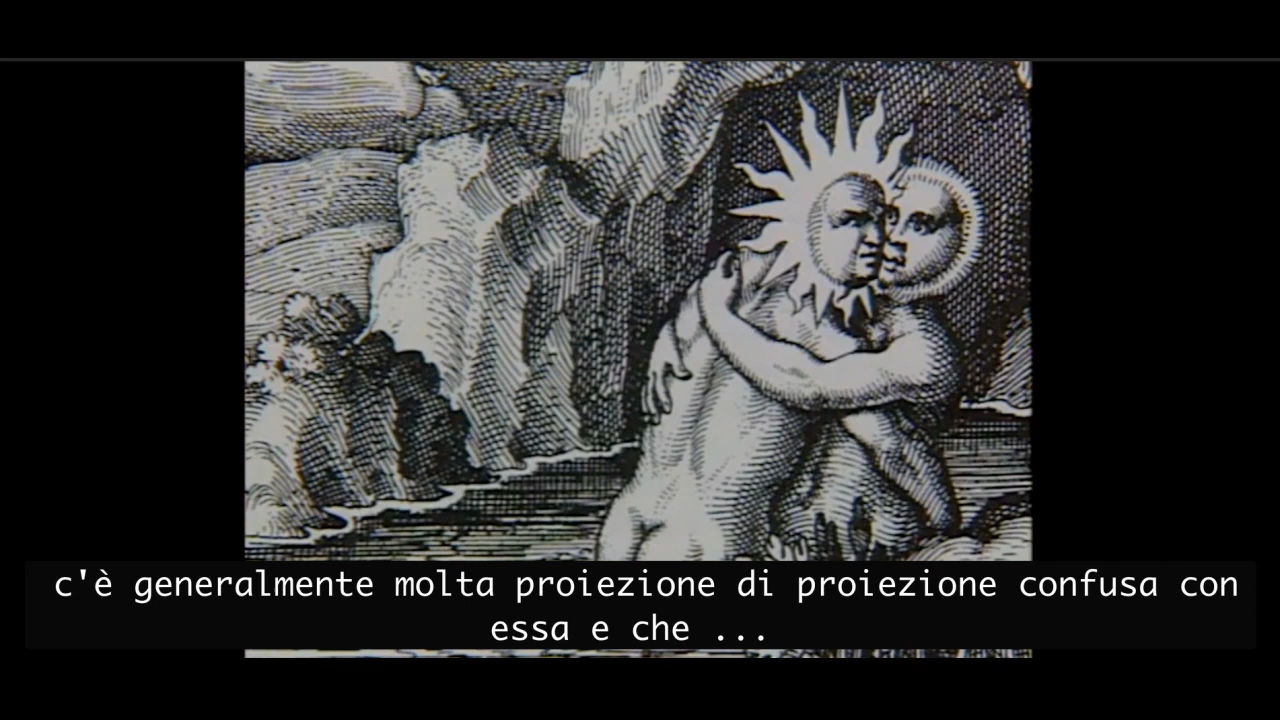 c'è generalmente molta proiezione di proiezione confusa con
essa e che ...